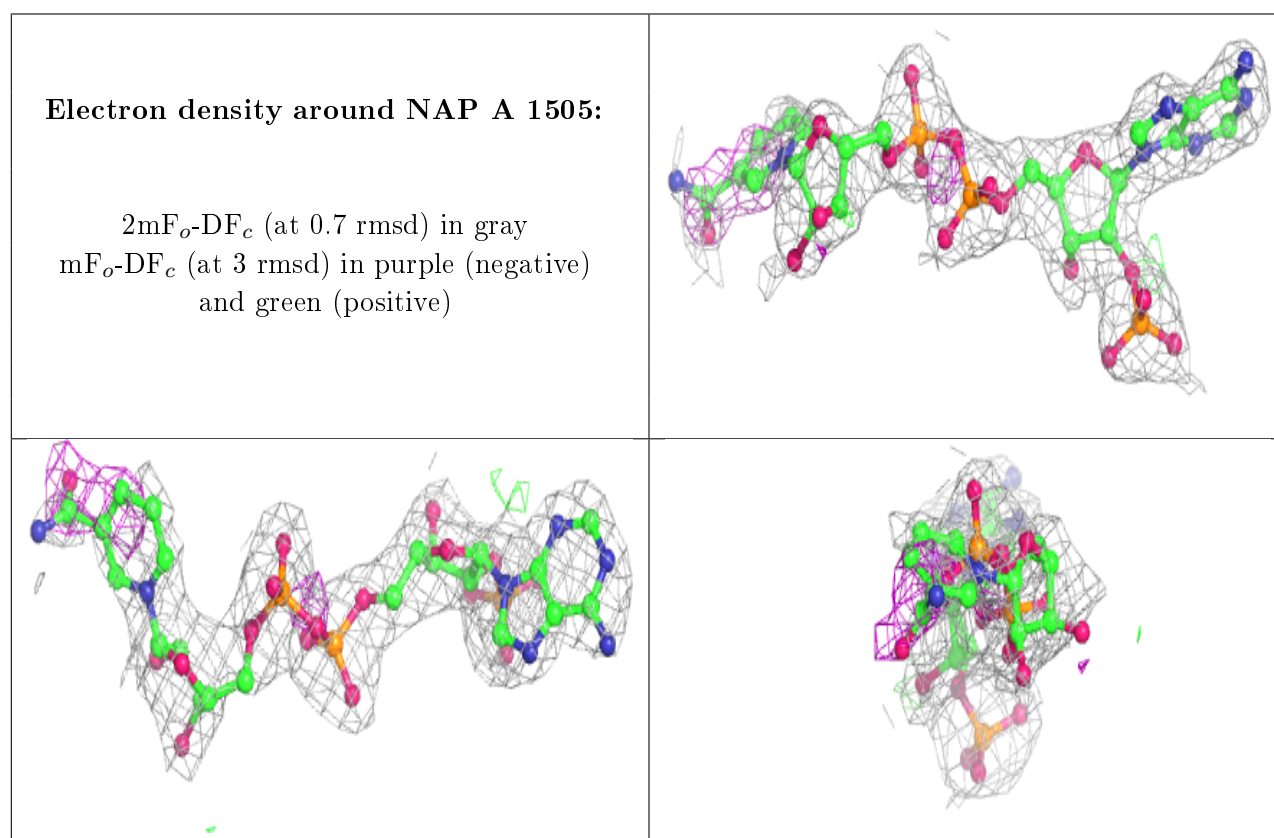 Electron density around NAP A 1505:
2mFo-DFc (at 0.7 rmsd) in gray
mFo-DFc (at 3 rmsd) in purple (negative)
and green (positive)